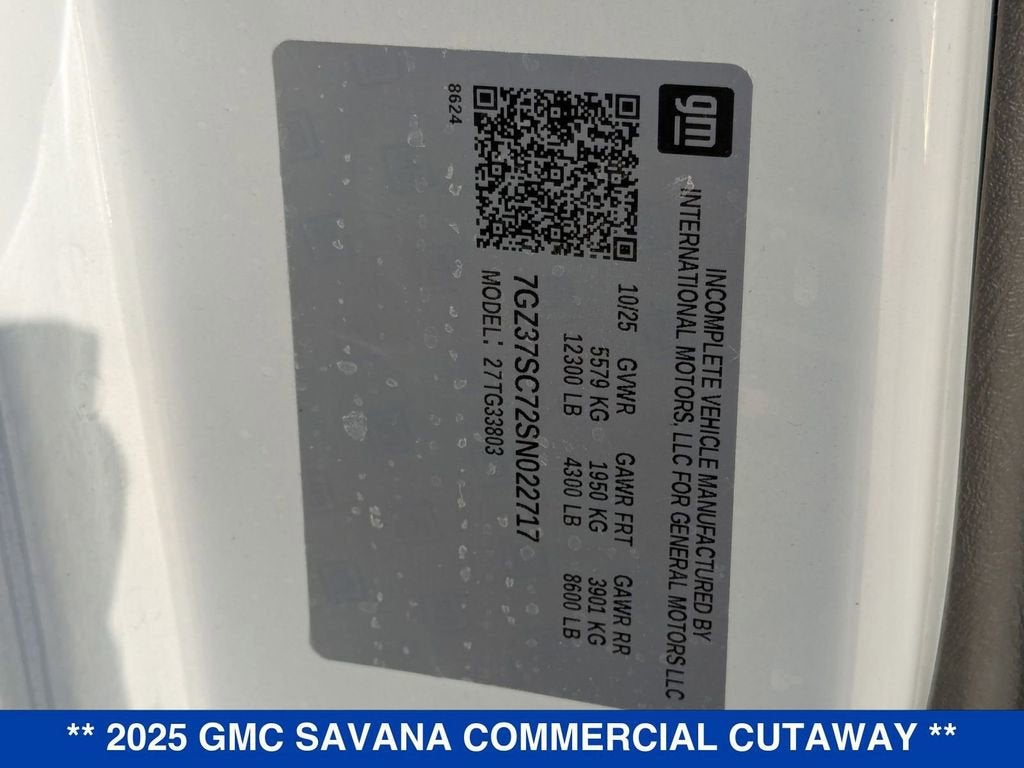 gm
INCOMPLETE VEHICLE MANUFACTURED BY
INTERNATIONAL MOTORS, LLC FOR GENERAL MOTORS LLC
10/25 GVWR GAWR FRT GAWR RR
5579 KG 1950 KG 3901 KG
12300 LB 4300 LB 8600 LB
7GZ37SC72SN022717
MODEL: 27TG33803
8624
** 2025 GMC SAVANA COMMERCIAL CUTAWAY **